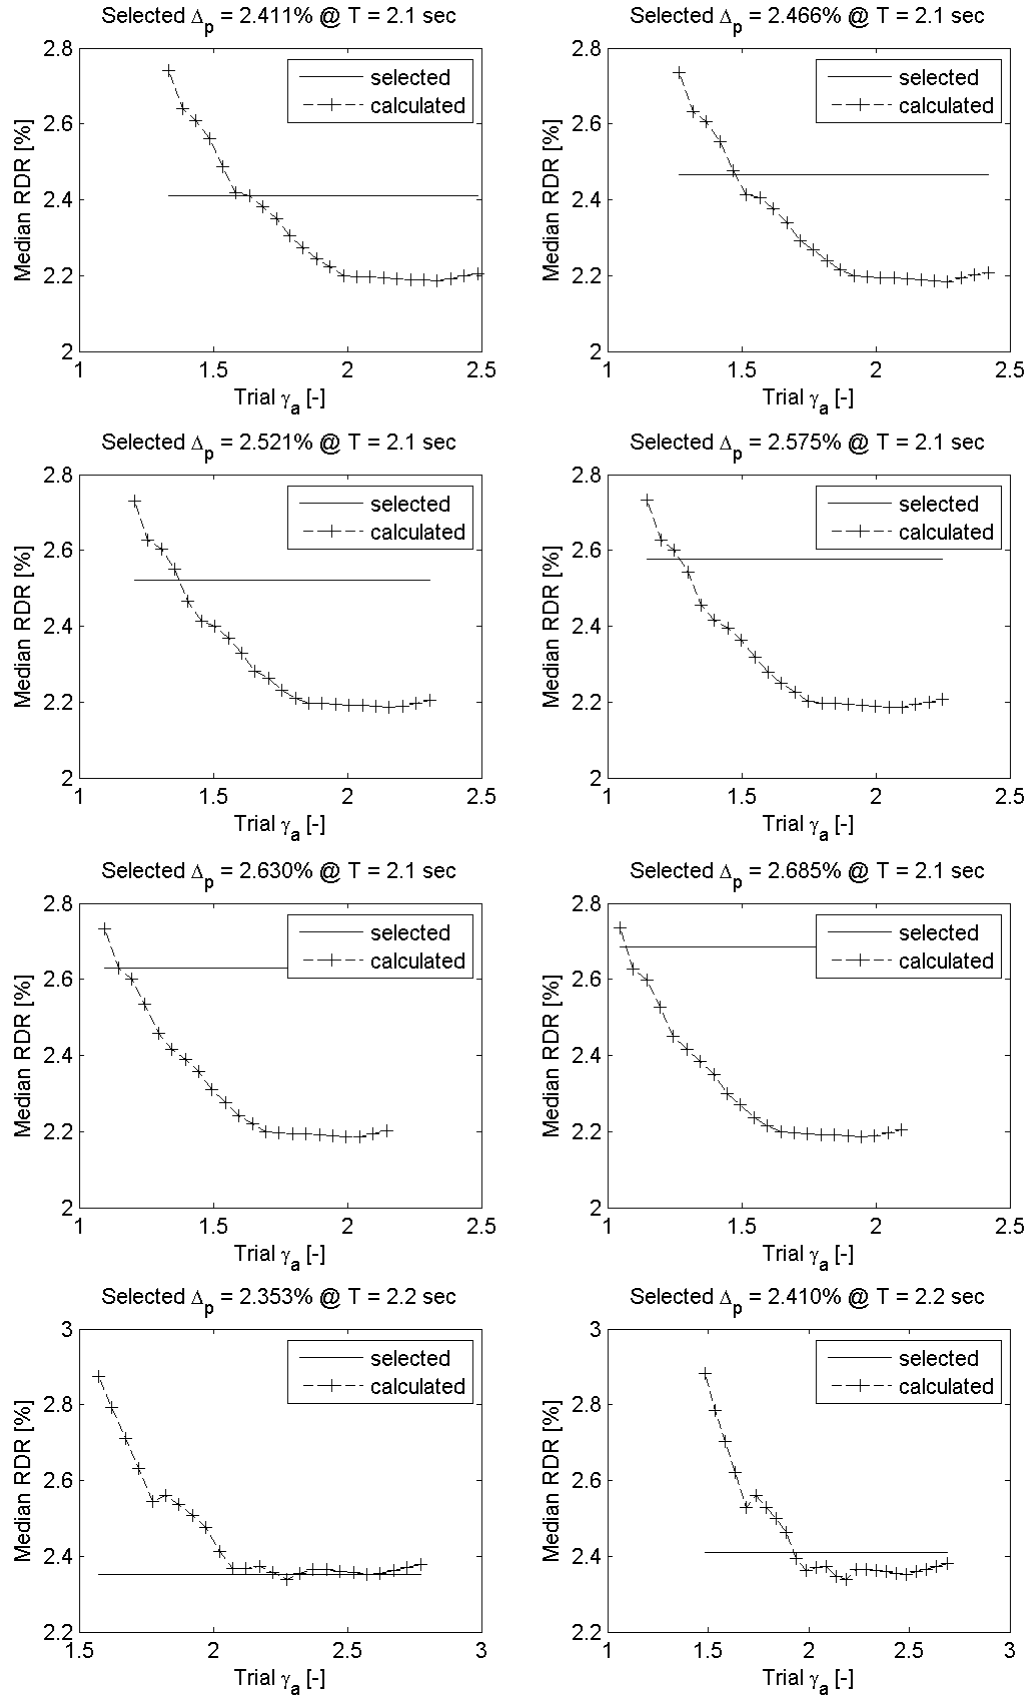 Selected Δp = 2.411% @ T = 2.1 sec
2.8
2.6
2.4
2.2
2
Median RDR [%]
selected
calculated
1 1.5 2 2.5
Trial γa [-]
Selected Δp = 2.466% @ T = 2.1 sec
2.8
2.6
2.4
2.2
2
Median RDR [%]
selected
calculated
1 1.5 2 2.5
Trial γa [-]
Selected Δp = 2.521% @ T = 2.1 sec
2.8
2.6
2.4
2.2
2
Median RDR [%]
selected
calculated
1 1.5 2 2.5
Trial γa [-]
Selected Δp = 2.575% @ T = 2.1 sec
2.8
2.6
2.4
2.2
2
Median RDR [%]
selected
calculated
1 1.5 2 2.5
Trial γa [-]
Selected Δp = 2.630% @ T = 2.1 sec
2.8
2.6
2.4
2.2
2
Median RDR [%]
selected
calculated
1 1.5 2 2.5
Trial γa [-]
Selected Δp = 2.685% @ T = 2.1 sec
2.8
2.6
2.4
2.2
2
Median RDR [%]
selected
calculated
1 1.5 2 2.5
Trial γa [-]
Selected Δp = 2.353% @ T = 2.2 sec
3
2.8
2.6
2.4
2.2
Median RDR [%]
selected
calculated
1.5 2 2.5 3
Trial γa [-]
Selected Δp = 2.410% @ T = 2.2 sec
3
2.8
2.6
2.4
2.2
Median RDR [%]
selected
calculated
1 1.5 2 2.5 3
Trial γa [-]